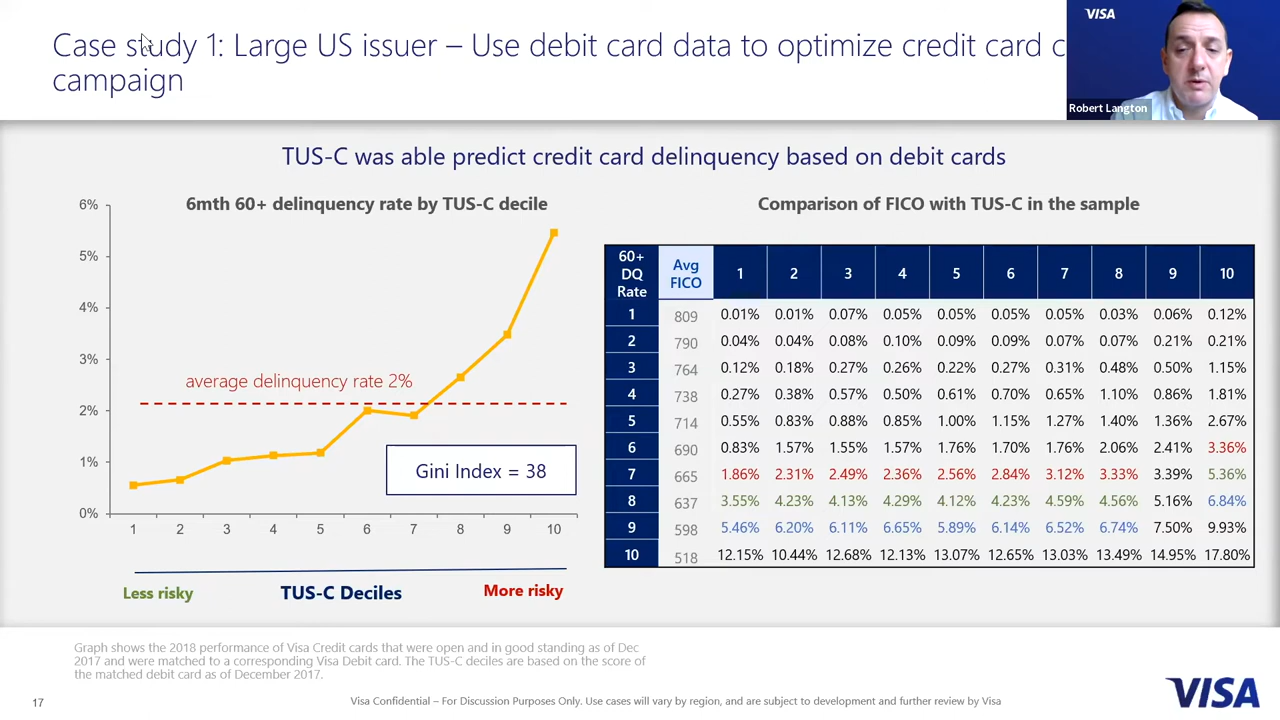 Case study 1: Large US issuer – Use debit card data to optimize credit card c
campaign
VISA
Robert Langton
TUS-C was able predict credit card delinquency based on debit cards
6mth 60+ delinquency rate by TUS-C decile
6%
5%
4%
3%
2%
1%
0%
average delinquency rate 2%
Gini Index = 38
1 2 3 4 5 6 7 8 9 10
Less risky
TUS-C Deciles
More risky
Comparison of FICO with TUS-C in the sample
60+ DQ Rate Avg FICO 1 2 3 4 5 6 7 8 9 10
1 809 0.01% 0.01% 0.07% 0.05% 0.05% 0.05% 0.05% 0.03% 0.06% 0.12%
2 790 0.04% 0.04% 0.08% 0.10% 0.09% 0.09% 0.07% 0.07% 0.21% 0.21%
3 764 0.12% 0.18% 0.27% 0.26% 0.22% 0.27% 0.31% 0.48% 0.50% 1.15%
4 738 0.27% 0.38% 0.57% 0.50% 0.61% 0.70% 0.65% 1.10% 0.86% 1.81%
5 714 0.55% 0.83% 0.88% 0.85% 1.00% 1.15% 1.27% 1.40% 1.36% 2.67%
6 690 0.83% 1.57% 1.55% 1.57% 1.76% 1.70% 1.76% 2.06% 2.41% 3.36%
7 665 1.86% 2.31% 2.49% 2.36% 2.56% 2.84% 3.12% 3.33% 3.39% 5.36%
8 637 3.55% 4.23% 4.13% 4.29% 4.12% 4.23% 4.59% 4.56% 5.16% 6.84%
9 598 5.46% 6.20% 6.11% 6.65% 5.89% 6.14% 6.52% 6.74% 7.50% 9.93%
10 518 12.15% 10.44% 12.68% 12.13% 13.07% 12.65% 13.03% 13.49% 14.95% 17.80%
Graph shows the 2018 performance of Visa Credit cards that were open and in good standing as of Dec
2017 and were matched to a corresponding Visa Debit card. The TUS-C deciles are based on the score of
the matched debit card as of December 2017.
17
Visa Confidential – For Discussion Purposes Only. Use cases will vary by region, and are subject to development and further review by Visa
VISA